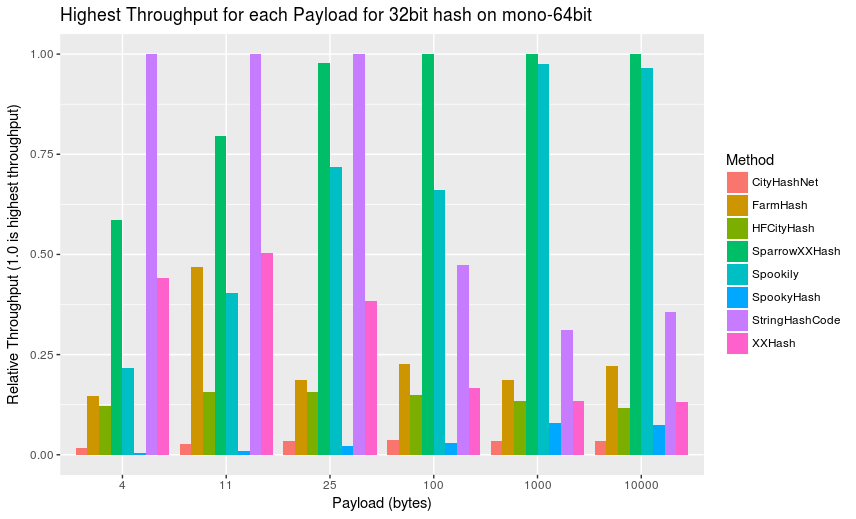 Highest Throughput for each Payload for 32bit hash on mono-64bit
Relative Throughput (1.0 is highest throughput)
1.00
0.75
0.50
0.25
0.00
4 11 25 100 1000 10000
Payload (bytes)
Method
CityHashNet
FarmHash
HFCityHash
SparrowXXHash
Spookily
SpookyHash
StringHashCode
XXHash